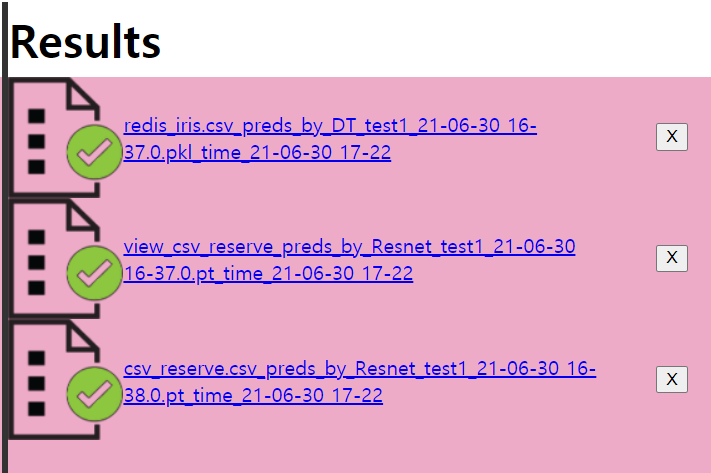 Results
redis_iris.csv_preds_by_DT_test1_21-06-30 16-
37.0.pkl_time_21-06-30 17-22
X
view_csv_reserve_preds_by_Resnet_test1_21-06-30
16-37.0.pt_time_21-06-30 17-22
X
csv_reserve.csv_preds_by_Resnet_test1_21-06-30 16-
38.0.pt_time_21-06-30 17-22
X